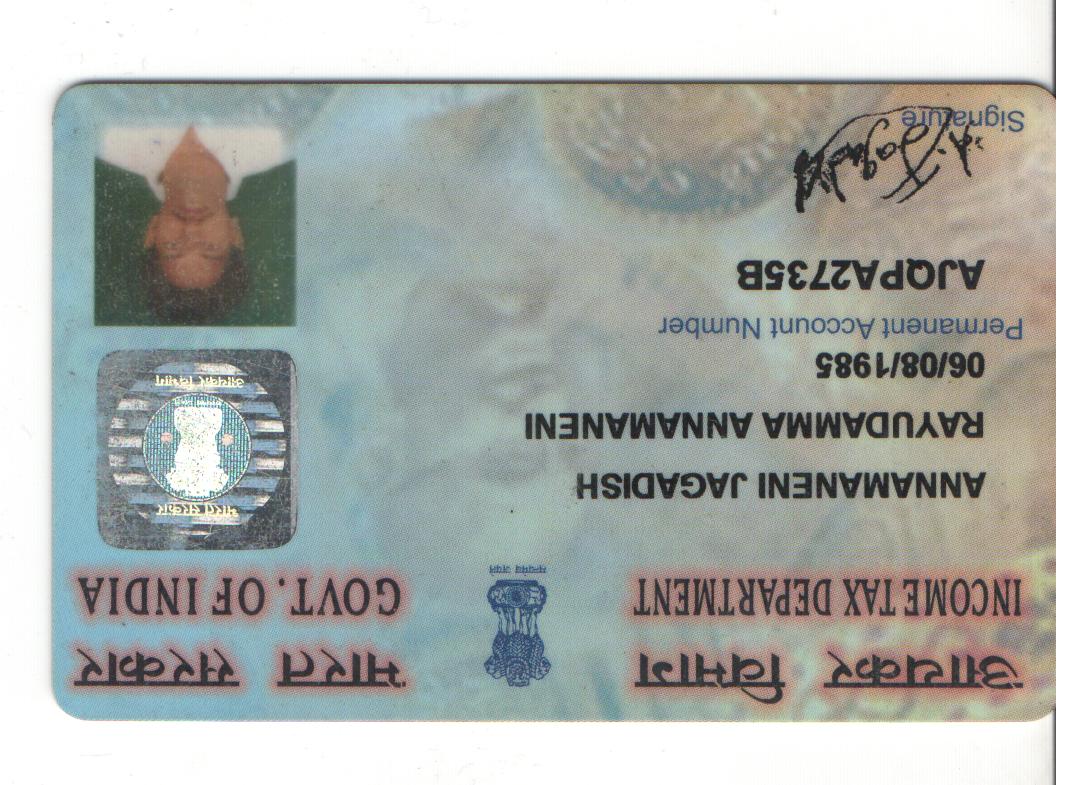 आयकर विभाग
INCOME TAX DEPARTMENT
सत्यमेव जयते
भारत सरकार
GOVT. OF INDIA
ANNAMANENI JAGADISH
RAYUDAMMA ANNAMANENI
06/08/1985
Permanent Account Number
AJQPA2735B
A. Jagadish
Signature
भारत सरकार
आयकर विभाग